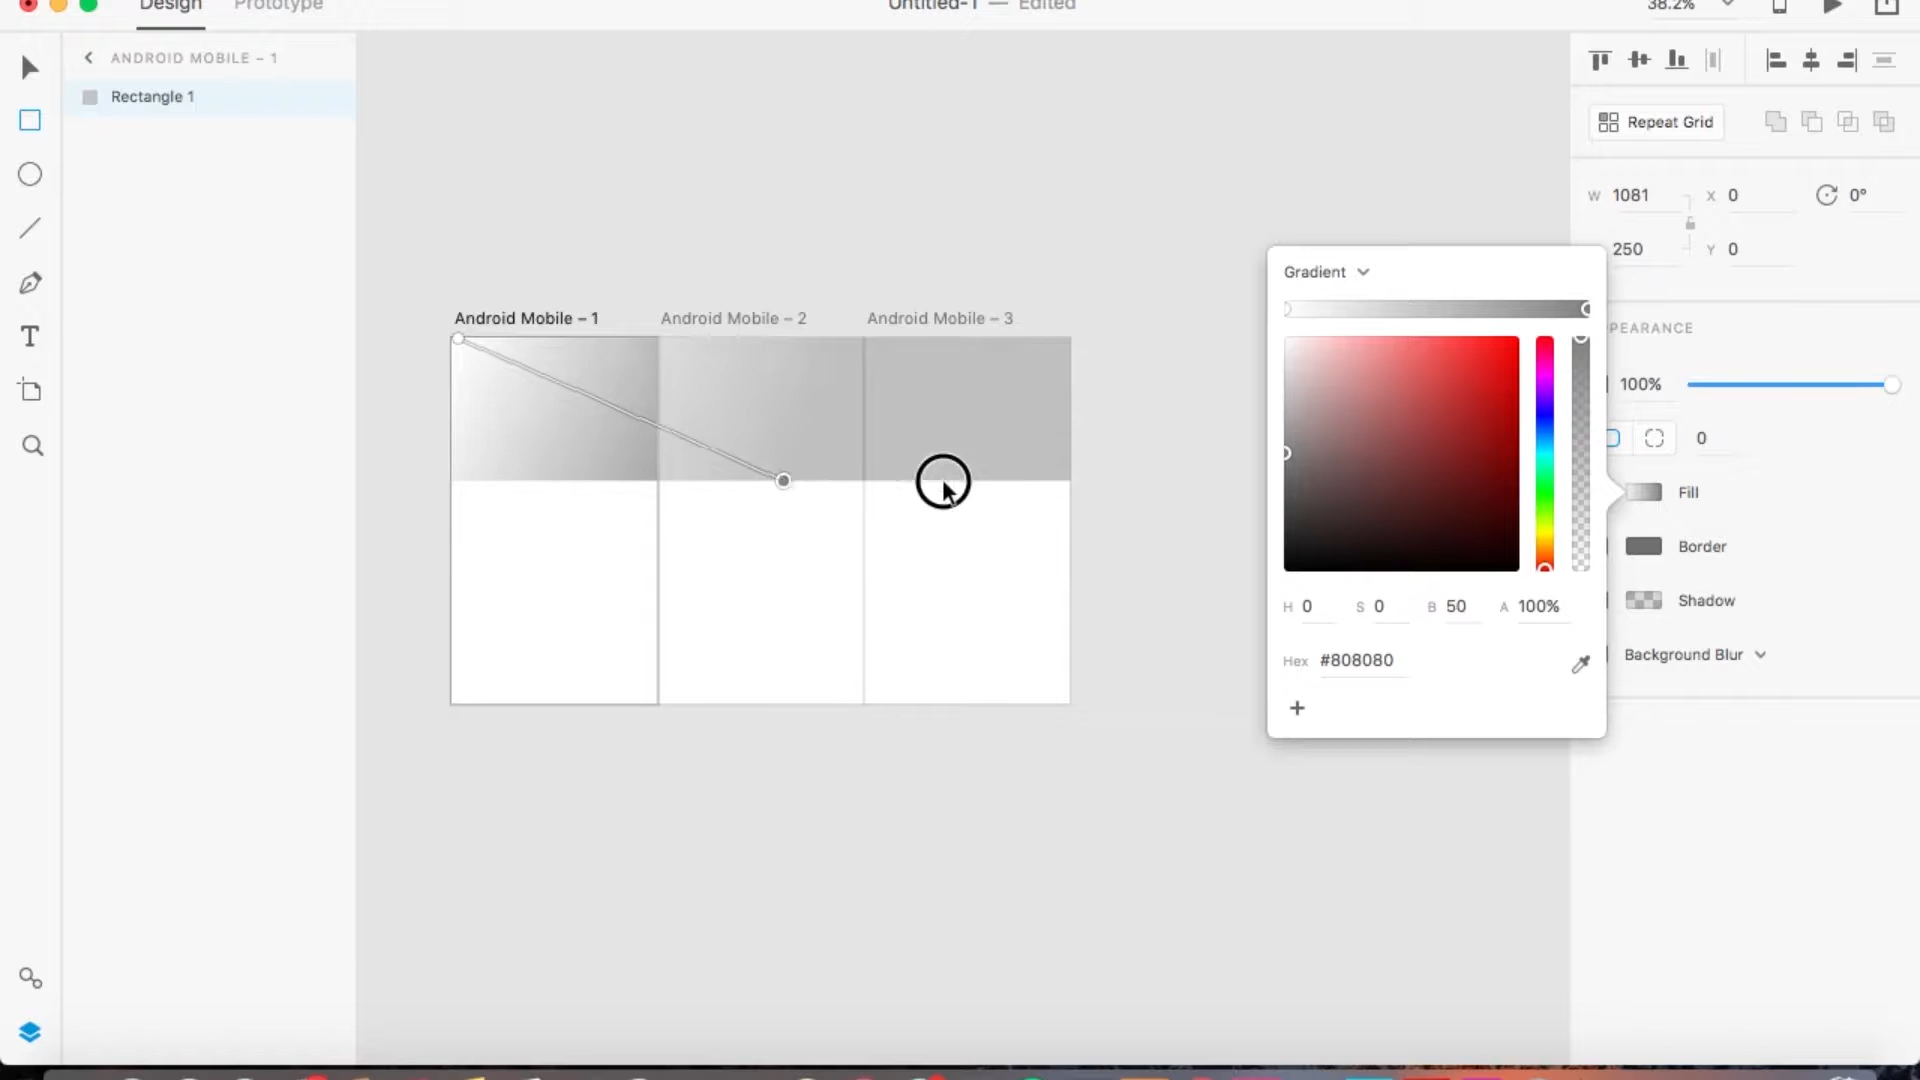 Design Prototype
Untitled-1 — Edited
38.2%
ANDROID MOBILE – 1
Rectangle 1
T
Repeat Grid
W 1081 X 0 0°
250 Y 0
Android Mobile – 1
Android Mobile – 2
Android Mobile – 3
Gradient
H 0 S 0 B 50 A 100%
Hex #808080
+
PEARANCE
100%
0
Fill
Border
Shadow
Background Blur